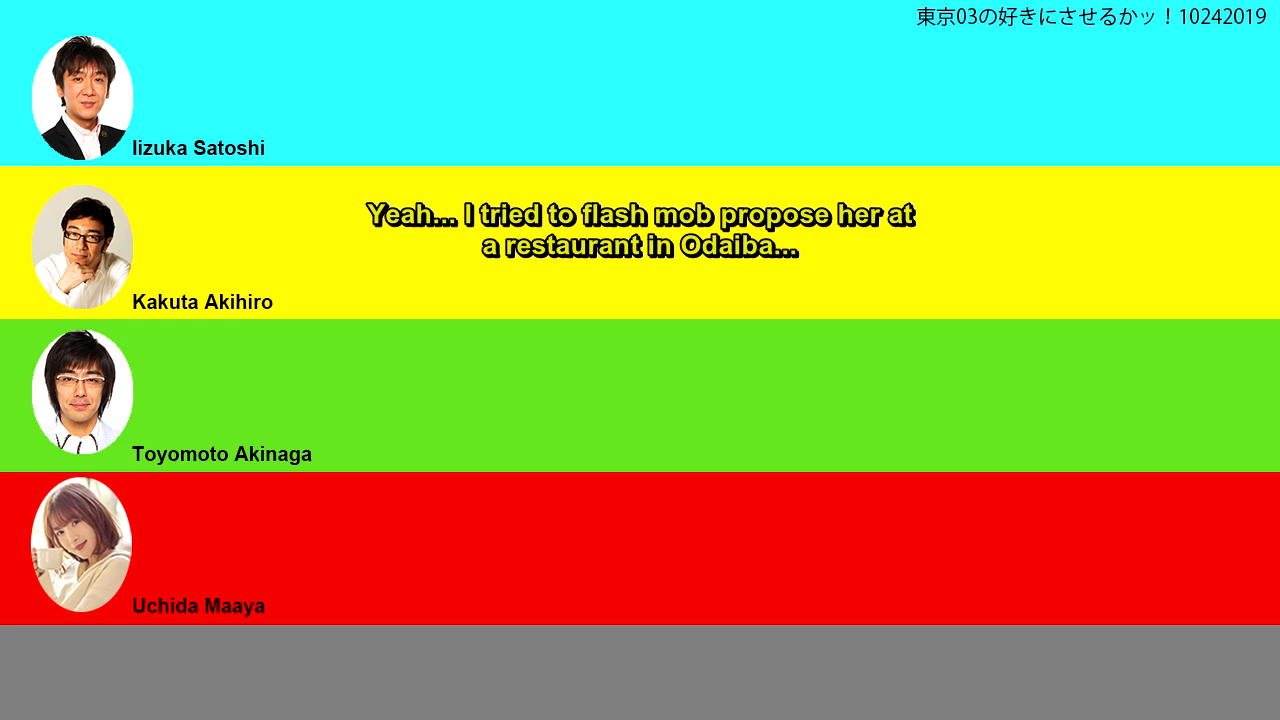 東京03の好きにさせるかッ！10242019
Iizuka Satoshi
Yeah... I tried to flash mob propose her at
a restaurant in Odaiba...
Kakuta Akihiro
Toyomoto Akinaga
Uchida Maaya